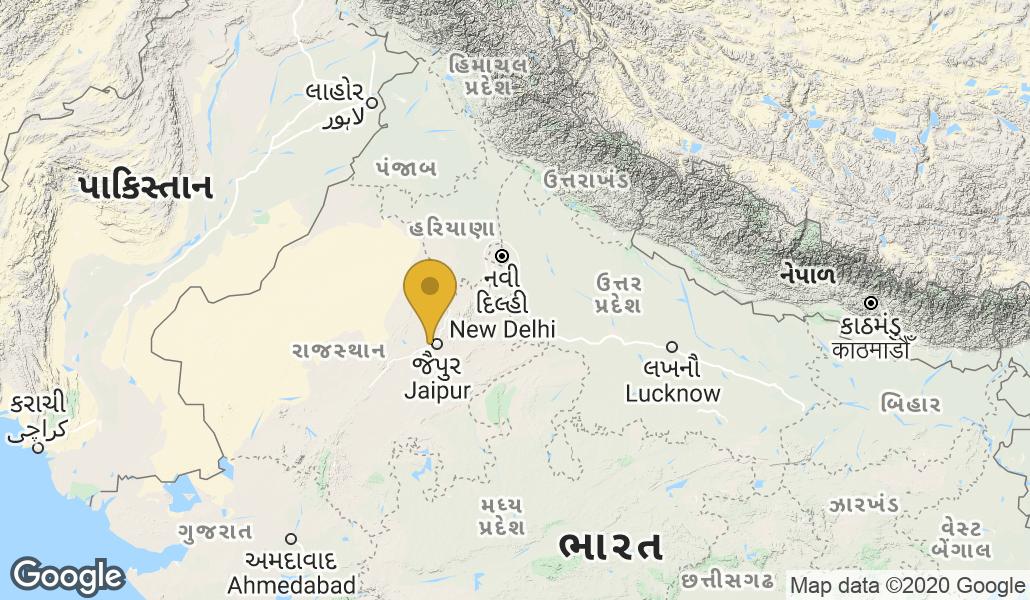 હિમાચલ
પ્રદેશ
લાહોર
لاہور
પંજાબ
પાકિસ્તાન
ઉત્તરાખંડ
હરિયાણા
નવી
દિલ્હી
New Delhi
ઉત્તર
પ્રદેશ
નેપાળ
કાઠમંડુ
काठमाडौँ
રાજસ્થાન
જૈપુર
Jaipur
લખનૌ
Lucknow
કરાચી
کراچی
બિહાર
ગુજરાત
મધ્ય
પ્રદેશ
ઝારખંડ
અમદાવાદ
Ahmedabad
ભારત
વેસ્ટ
બેંગાલ
છત્તીસગઢ
Google
Map data ©2020 Google